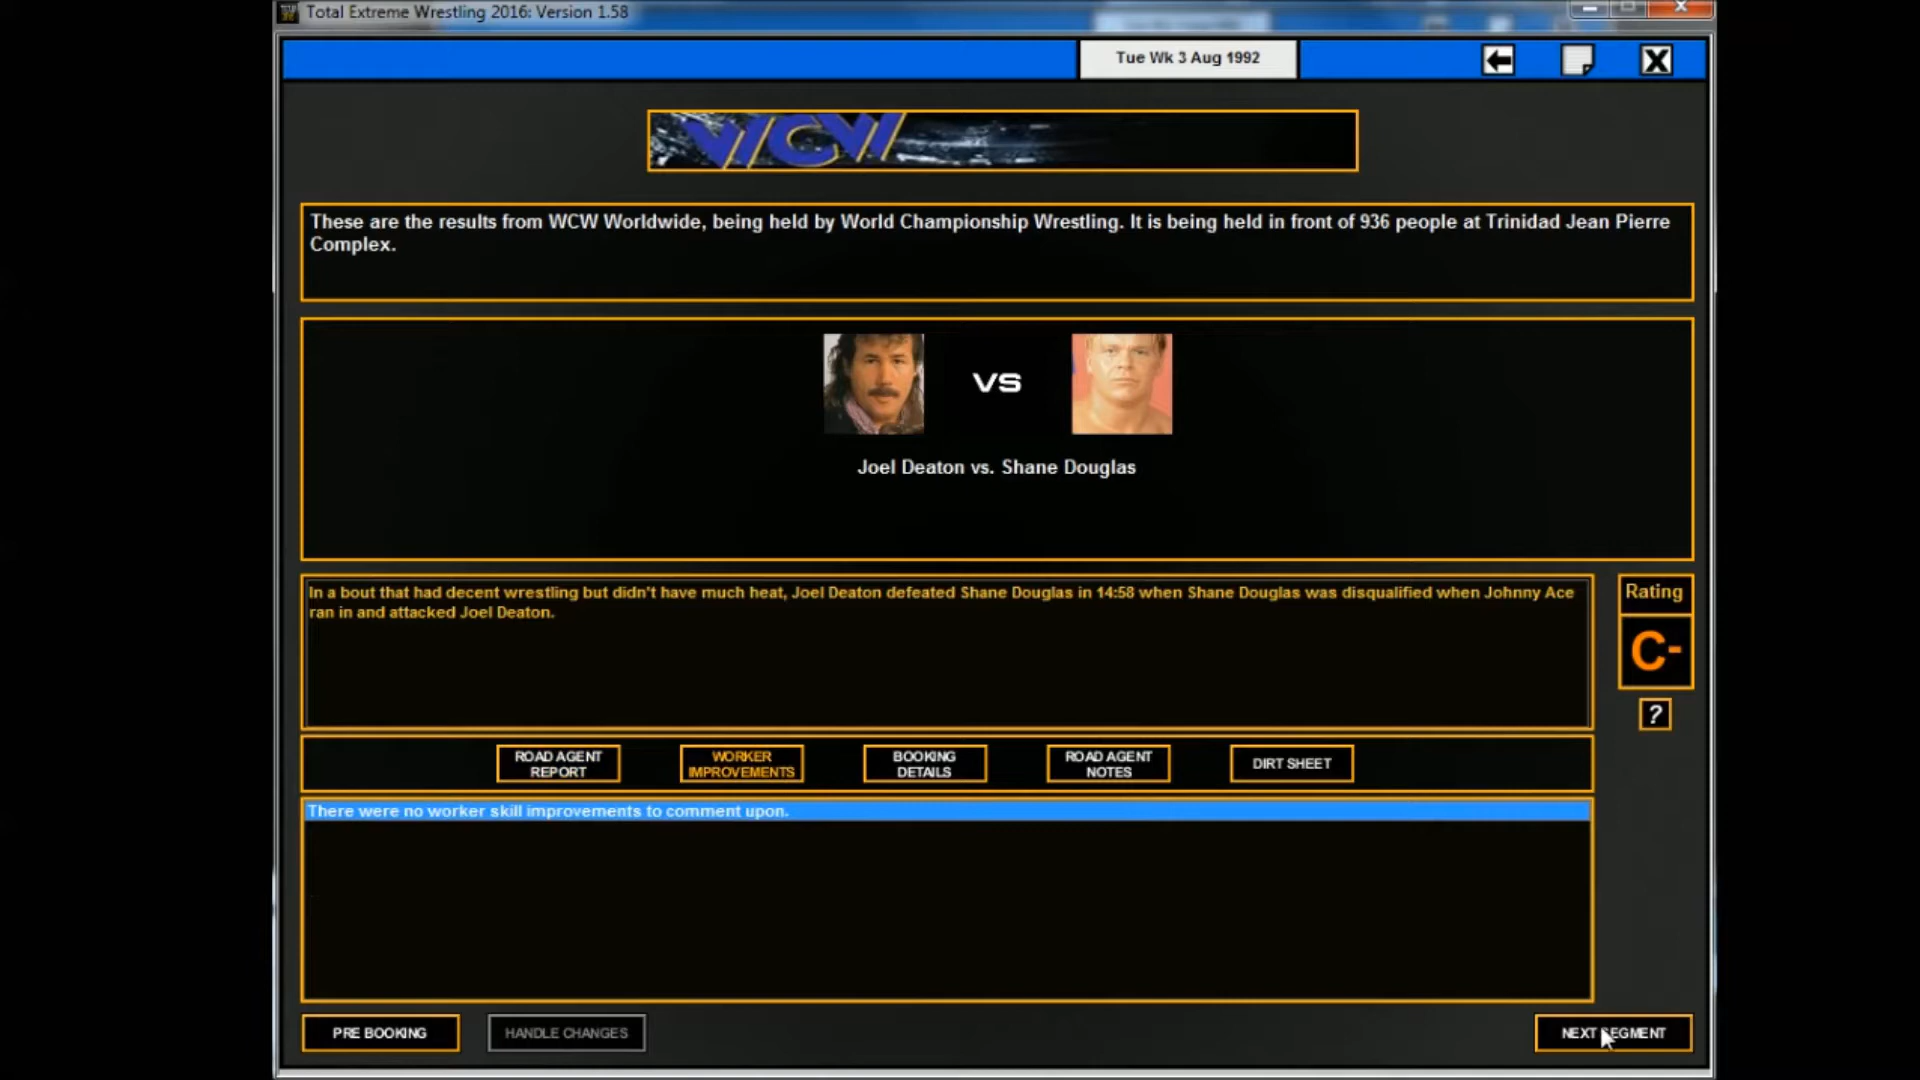 Total Extreme Wrestling 2016: Version 1.58
Tue Wk 3 Aug 1992
WCW
These are the results from WCW Worldwide, being held by World Championship Wrestling. It is being held in front of 936 people at Trinidad Jean Pierre
Complex.
VS
Joel Deaton vs. Shane Douglas
In a bout that had decent wrestling but didn't have much heat, Joel Deaton defeated Shane Douglas in 14:58 when Shane Douglas was disqualified when Johnny Ace
ran in and attacked Joel Deaton.
Rating
C-
?
ROAD AGENT
REPORT
WORKER
IMPROVEMENTS
BOOKING
DETAILS
ROAD AGENT
NOTES
DIRT SHEET
There were no worker skill improvements to comment upon.
PRE BOOKING
HANDLE CHANGES
NEXT SEGMENT